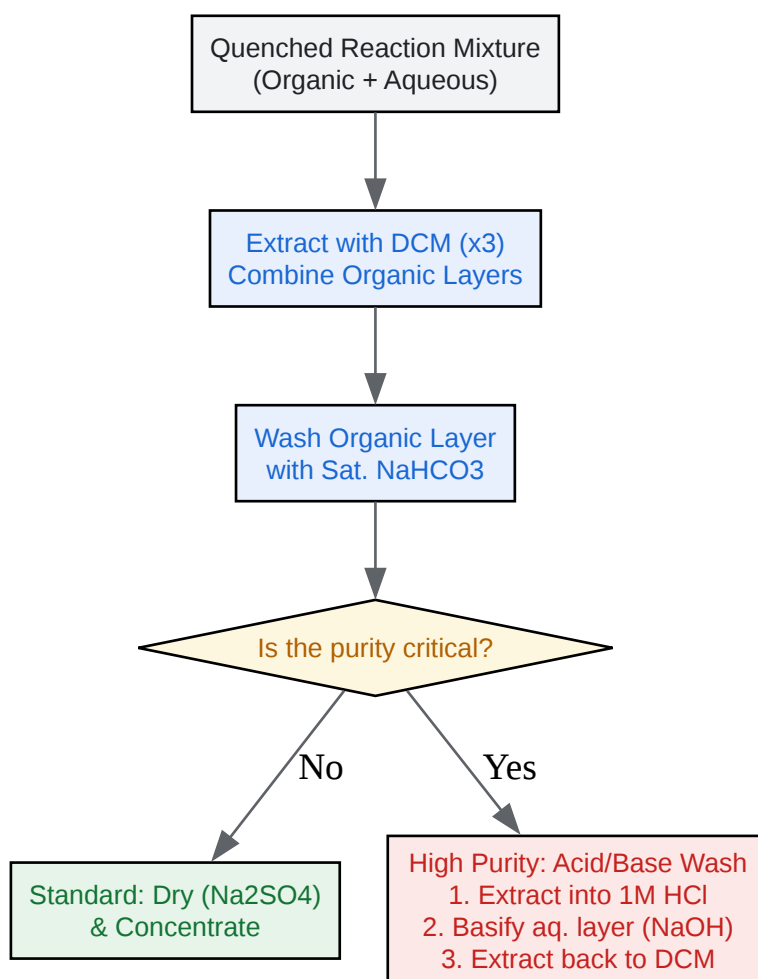 Quenched Reaction Mixture
(Organic + Aqueous)
Extract with DCM (x3)
Combine Organic Layers
Wash Organic Layer
with Sat. NaHCO3
Is the purity critical?
No
Yes
Standard: Dry (Na2SO4)
& Concentrate
High Purity: Acid/Base Wash
1. Extract into 1M HCl
2. Basify aq. layer (NaOH)
3. Extract back to DCM